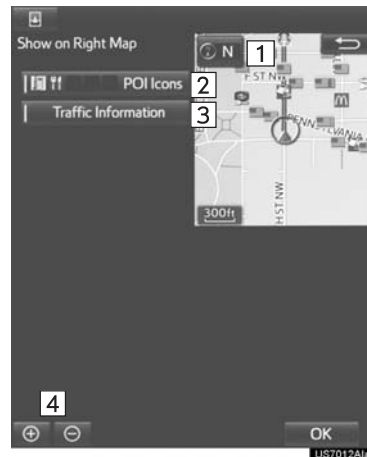 Show on Right Map
N
1
POI Icons
2
Traffic Information
3
F ST NW
PENNSYLVANIA
H ST. NW
300ft
4
OK
US7012AU